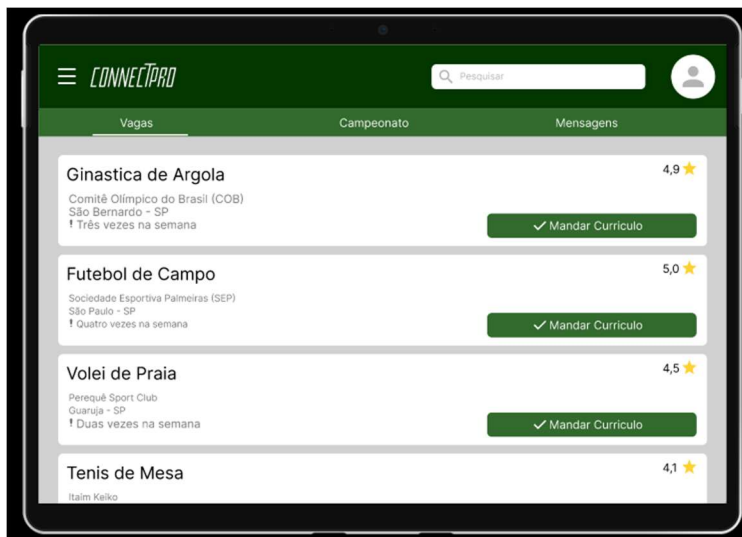 CONNECTPRO
Pesquisar
Vagas Campeonato Mensagens
Ginastica de Argola 4,9
Comitê Olímpico do Brasil (COB)
São Bernardo - SP
! Três vezes na semana
Mandar Curriculo
Futebol de Campo 5,0
Sociedade Esportiva Palmeiras (SEP)
São Paulo - SP
! Quatro vezes na semana
Mandar Curriculo
Volei de Praia 4,5
Perequê Sport Club
Guaruja - SP
! Duas vezes na semana
Mandar Curriculo
Tenis de Mesa 4,1
Itaim Keiko